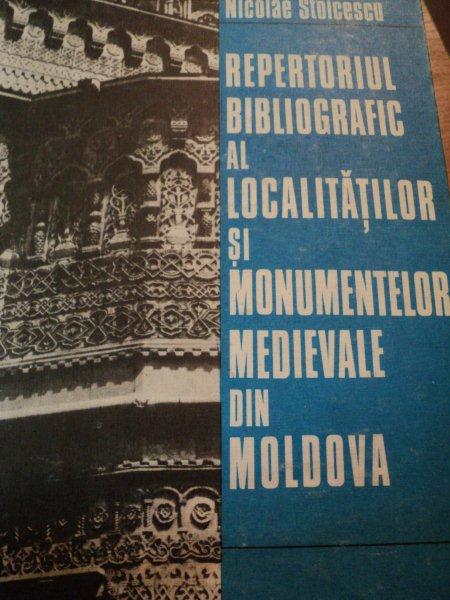 Nicolae Stoicescu
REPERTORIUL
BIBLIOGRAFIC
AL
LOCALITĂȚILOR
ȘI
MONUMENTELOR
MEDIEVALE
DIN
MOLDOVA